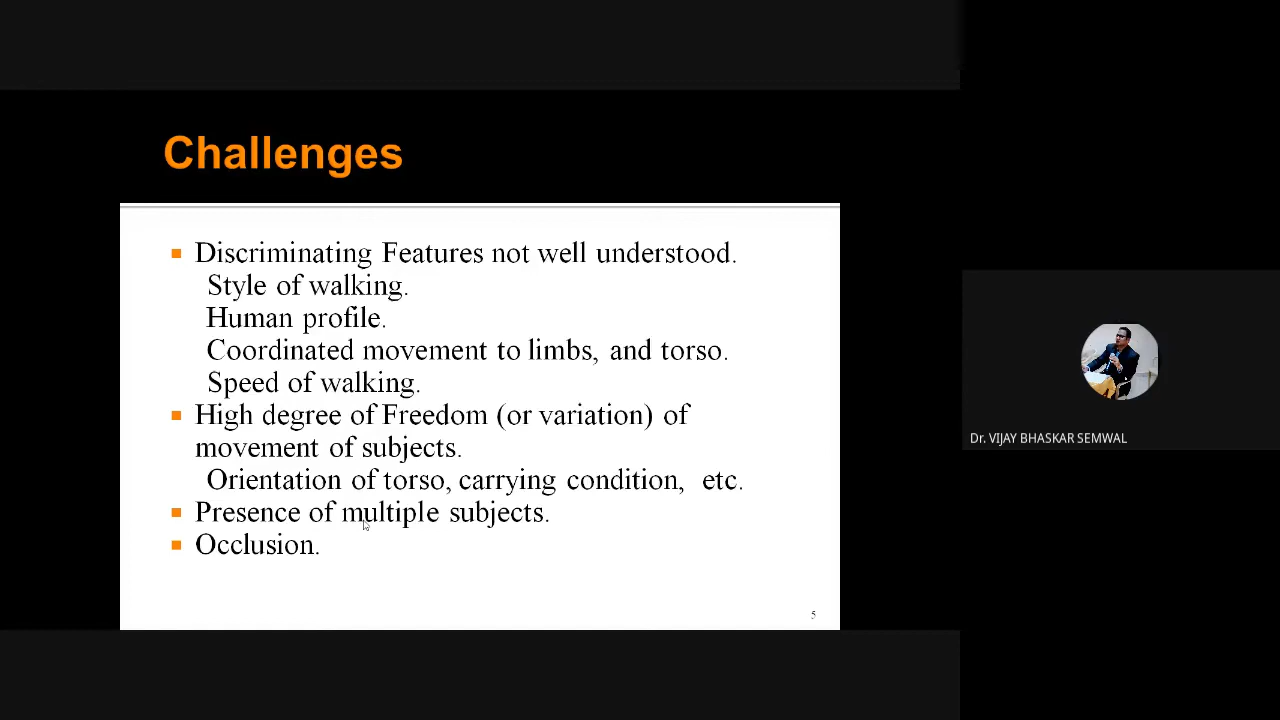 Challenges
Discriminating Features not well understood.
Style of walking.
Human profile.
Coordinated movement to limbs, and torso.
Speed of walking.
High degree of Freedom (or variation) of
movement of subjects.
Orientation of torso, carrying condition, etc.
Presence of multiple subjects.
Occlusion.
5
Dr. VIJAY BHASKAR SEMWAL